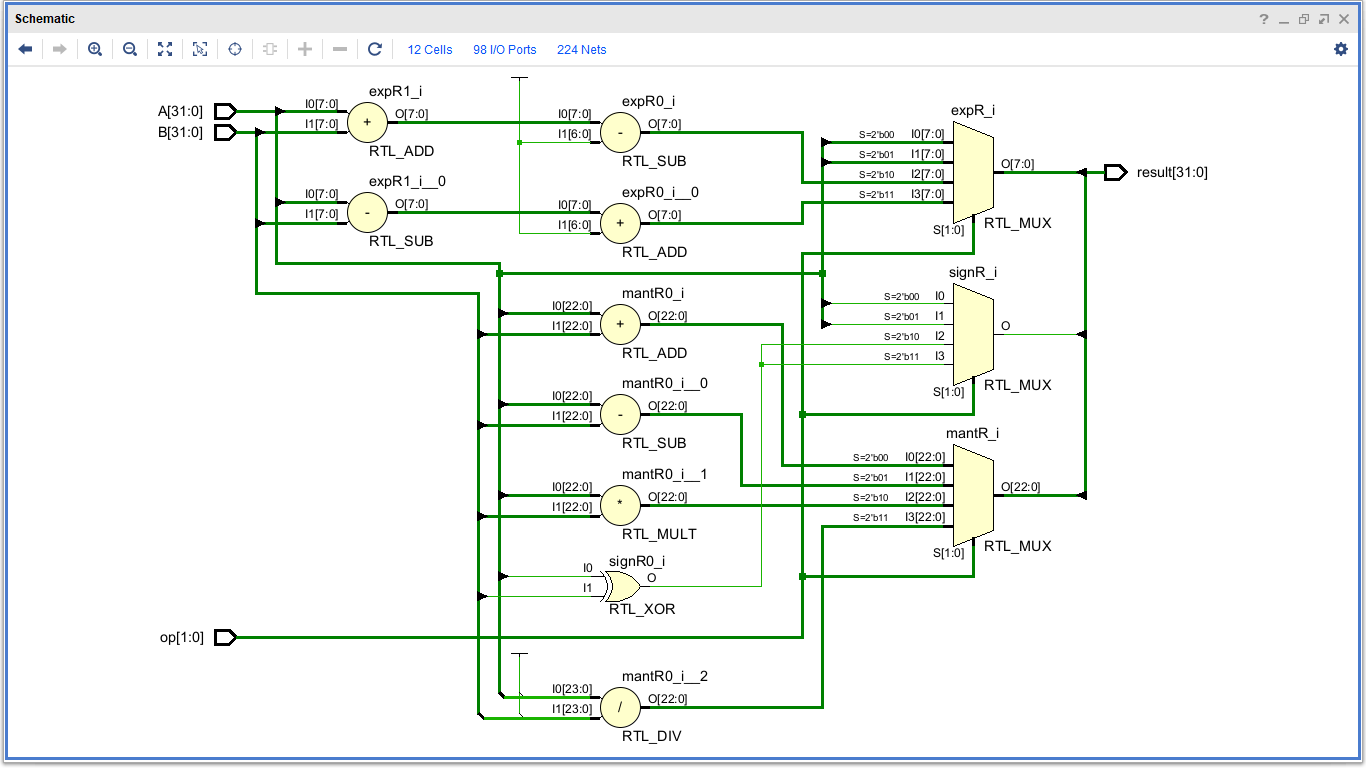 Schematic
12 Cells 98 I/O Ports 224 Nets
A[31:0]
B[31:0]
op[1:0]
expR1_i
I0[7:0]
I1[7:0]
+
O[7:0]
RTL_ADD
expR1_i__0
I0[7:0]
I1[7:0]
-
O[7:0]
RTL_SUB
expR0_i
I0[7:0]
I1[6:0]
-
O[7:0]
RTL_SUB
expR0_i__0
I0[7:0]
I1[6:0]
+
O[7:0]
RTL_ADD
mantR0_i
I0[22:0]
I1[22:0]
+
O[22:0]
RTL_ADD
mantR0_i__0
I0[22:0]
I1[22:0]
-
O[22:0]
RTL_SUB
mantR0_i__1
I0[22:0]
I1[22:0]
*
O[22:0]
RTL_MULT
signR0_i
I0
I1
O
RTL_XOR
mantR0_i__2
I0[23:0]
I1[23:0]
/
O[22:0]
RTL_DIV
expR_i
S=2'b00 I0[7:0]
S=2'b01 I1[7:0]
S=2'b10 I2[7:0]
S=2'b11 I3[7:0]
O[7:0]
S[1:0]
RTL_MUX
signR_i
S=2'b00 I0
S=2'b01 I1
S=2'b10 I2
S=2'b11 I3
O
S[1:0]
RTL_MUX
mantR_i
S=2'b00 I0[22:0]
S=2'b01 I1[22:0]
S=2'b10 I2[22:0]
S=2'b11 I3[22:0]
O[22:0]
S[1:0]
RTL_MUX
result[31:0]